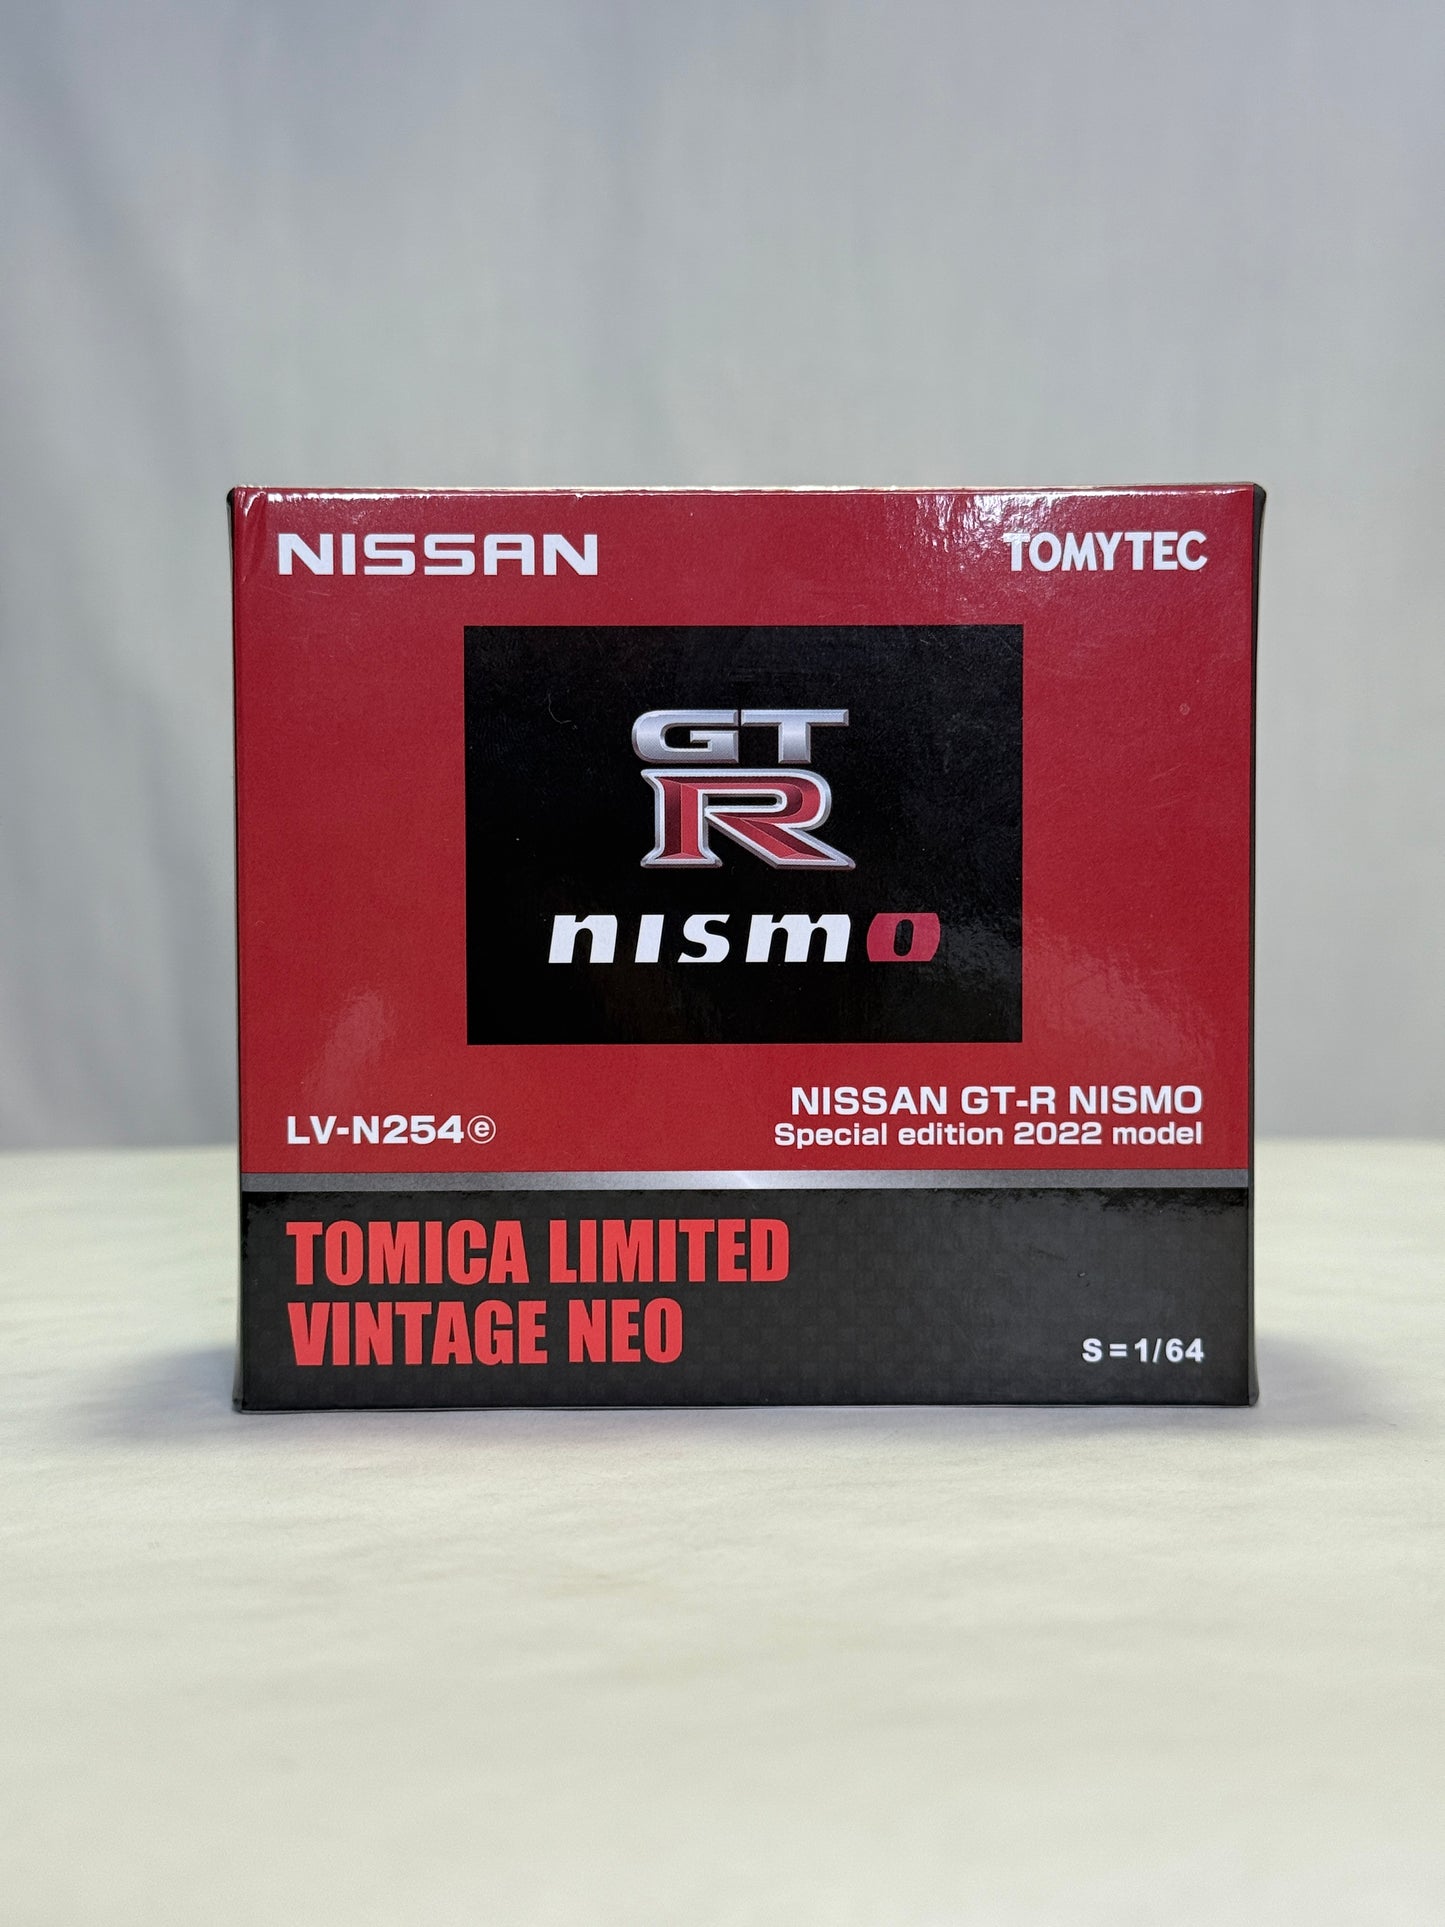 NISSAN
TOMYTEC
GT
R
nismo
LV-N254ⓔ
NISSAN GT-R NISMO
Special edition 2022 model
TOMICA LIMITED
VINTAGE NEO
S=1/64